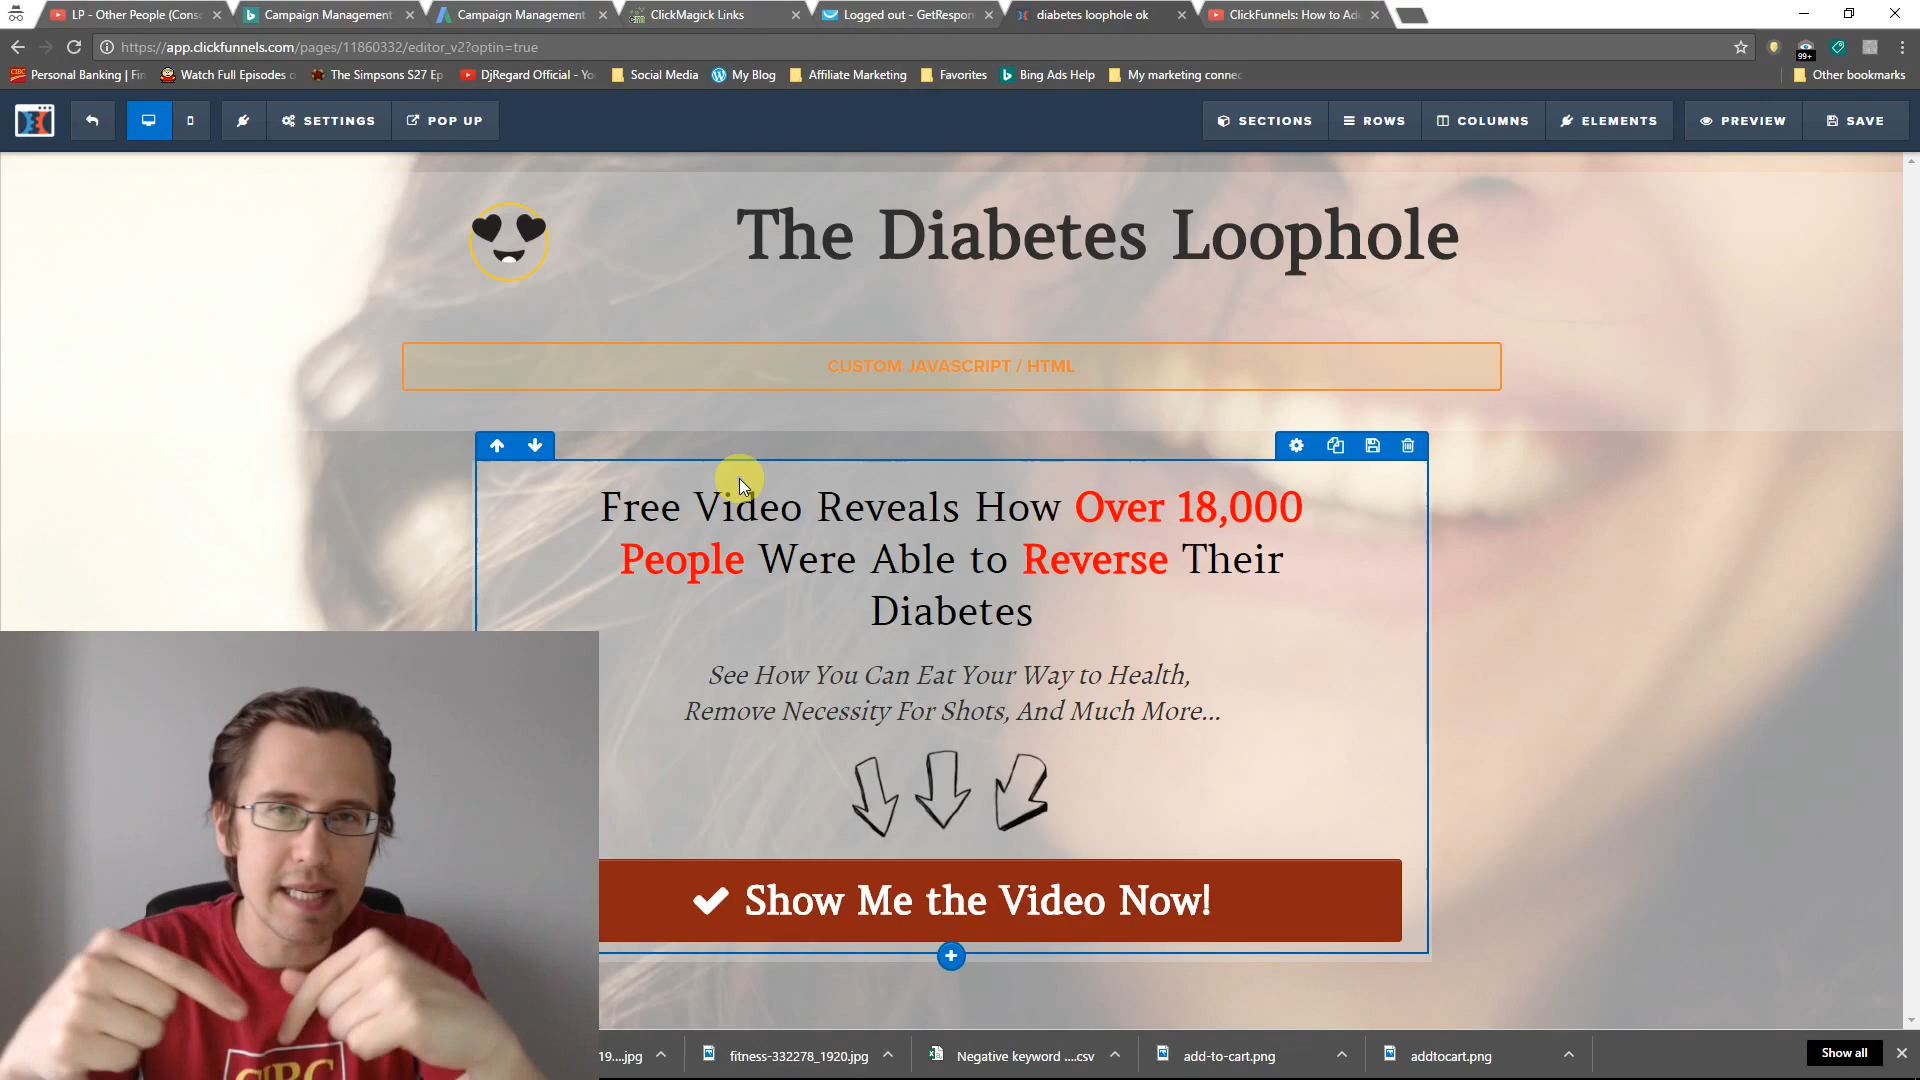 LP - Other People (Consc
Campaign Management
Campaign Management
ClickMagick Links
Logged out - GetRespon
diabetes loophole ok
ClickFunnels: How to Ad
https://app.clickfunnels.com/pages/11860332/editor_v2?optin=true
99+
Personal Banking | Fin
Watch Full Episodes o
The Simpsons S27 Ep
DjRegard Official - Yo
Social Media
My Blog
Affiliate Marketing
Favorites
Bing Ads Help
My marketing connec
Other bookmarks
SETTINGS
POP UP
SECTIONS
ROWS
COLUMNS
ELEMENTS
PREVIEW
SAVE
The Diabetes Loophole
CUSTOM JAVASCRIPT / HTML
Free Video Reveals How Over 18,000
People Were Able to Reverse Their
Diabetes
See How You Can Eat Your Way to Health,
Remove Necessity For Shots, And Much More...
Show Me the Video Now!
CIBC
19....jpg
fitness-332278_1920.jpg
Negative keyword ....csv
add-to-cart.png
addtocart.png
Show all